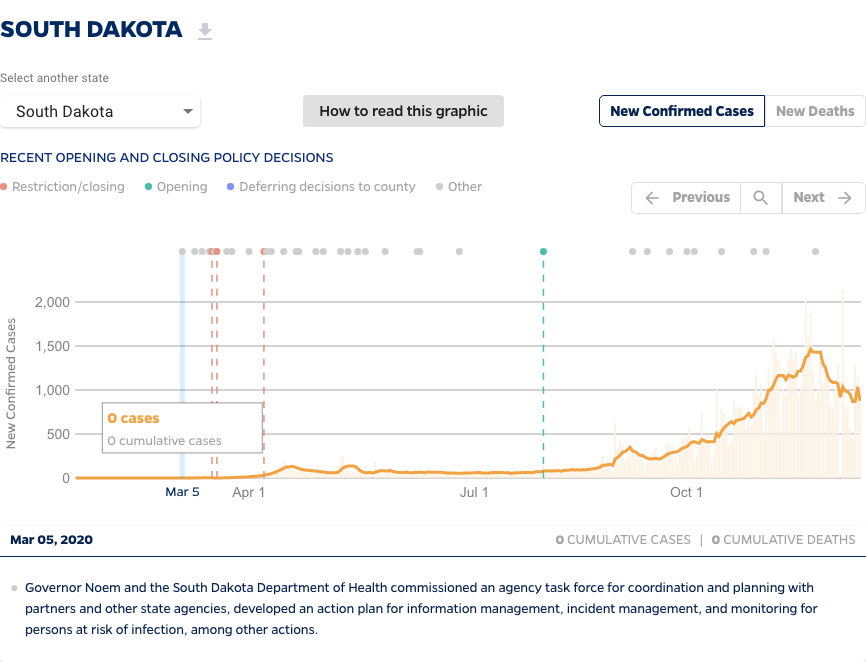 SOUTH DAKOTA
Select another state
South Dakota
How to read this graphic
New Confirmed Cases
New Deaths
RECENT OPENING AND CLOSING POLICY DECISIONS
Restriction/closing
Opening
Deferring decisions to county
Other
Previous
Next
New Confirmed Cases
2,000
1,500
1,000
500
0
0 cases
0 cumulative cases
Mar 5
Apr 1
Jul 1
Oct 1
Mar 05, 2020
0 CUMULATIVE CASES | 0 CUMULATIVE DEATHS
Governor Noem and the South Dakota Department of Health commissioned an agency task force for coordination and planning with
partners and other state agencies, developed an action plan for information management, incident management, and monitoring for
persons at risk of infection, among other actions.